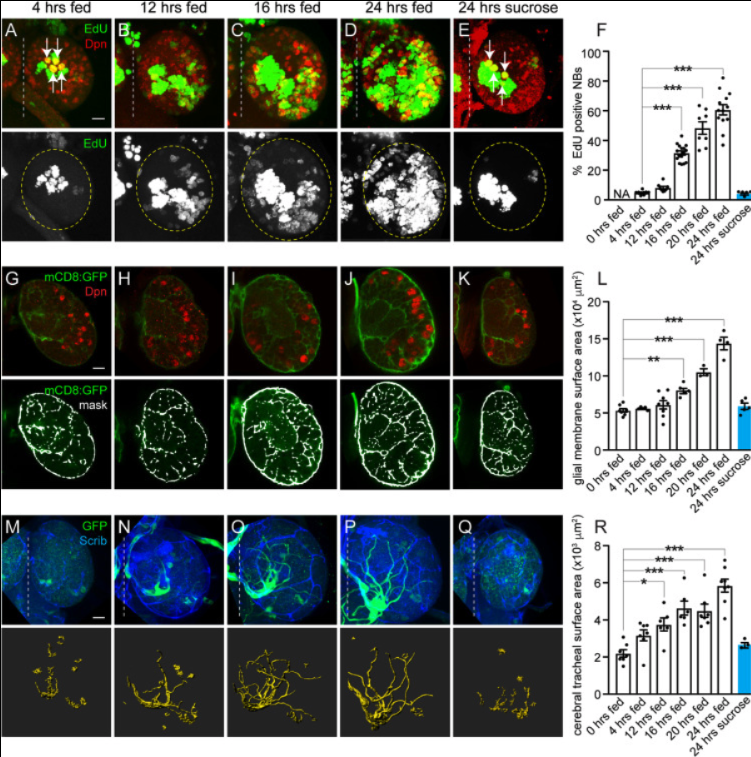 4 hrs fed
12 hrs fed
16 hrs fed
24 hrs fed
24 hrs sucrose
A
EdU
Dpn
B
C
D
E
EdU
F
% EdU positive NBs
100
80
60
40
20
0
NA
***
***
***
0 hrs fed
4 hrs fed
12 hrs fed
16 hrs fed
20 hrs fed
24 hrs fed
24 hrs sucrose
G
mCD8:GFP
Dpn
H
I
J
K
mCD8:GFP
mask
L
glial membrane surface area (x10⁴ µm²)
20
15
10
5
0
***
***
**
0 hrs fed
4 hrs fed
12 hrs fed
16 hrs fed
20 hrs fed
24 hrs fed
24 hrs sucrose
M
GFP
Scrib
N
O
P
Q
R
cerebral tracheal surface area (x10³ µm²)
8
6
4
2
0
***
***
***
*
0 hrs fed
4 hrs fed
12 hrs fed
16 hrs fed
20 hrs fed
24 hrs fed
24 hrs sucrose